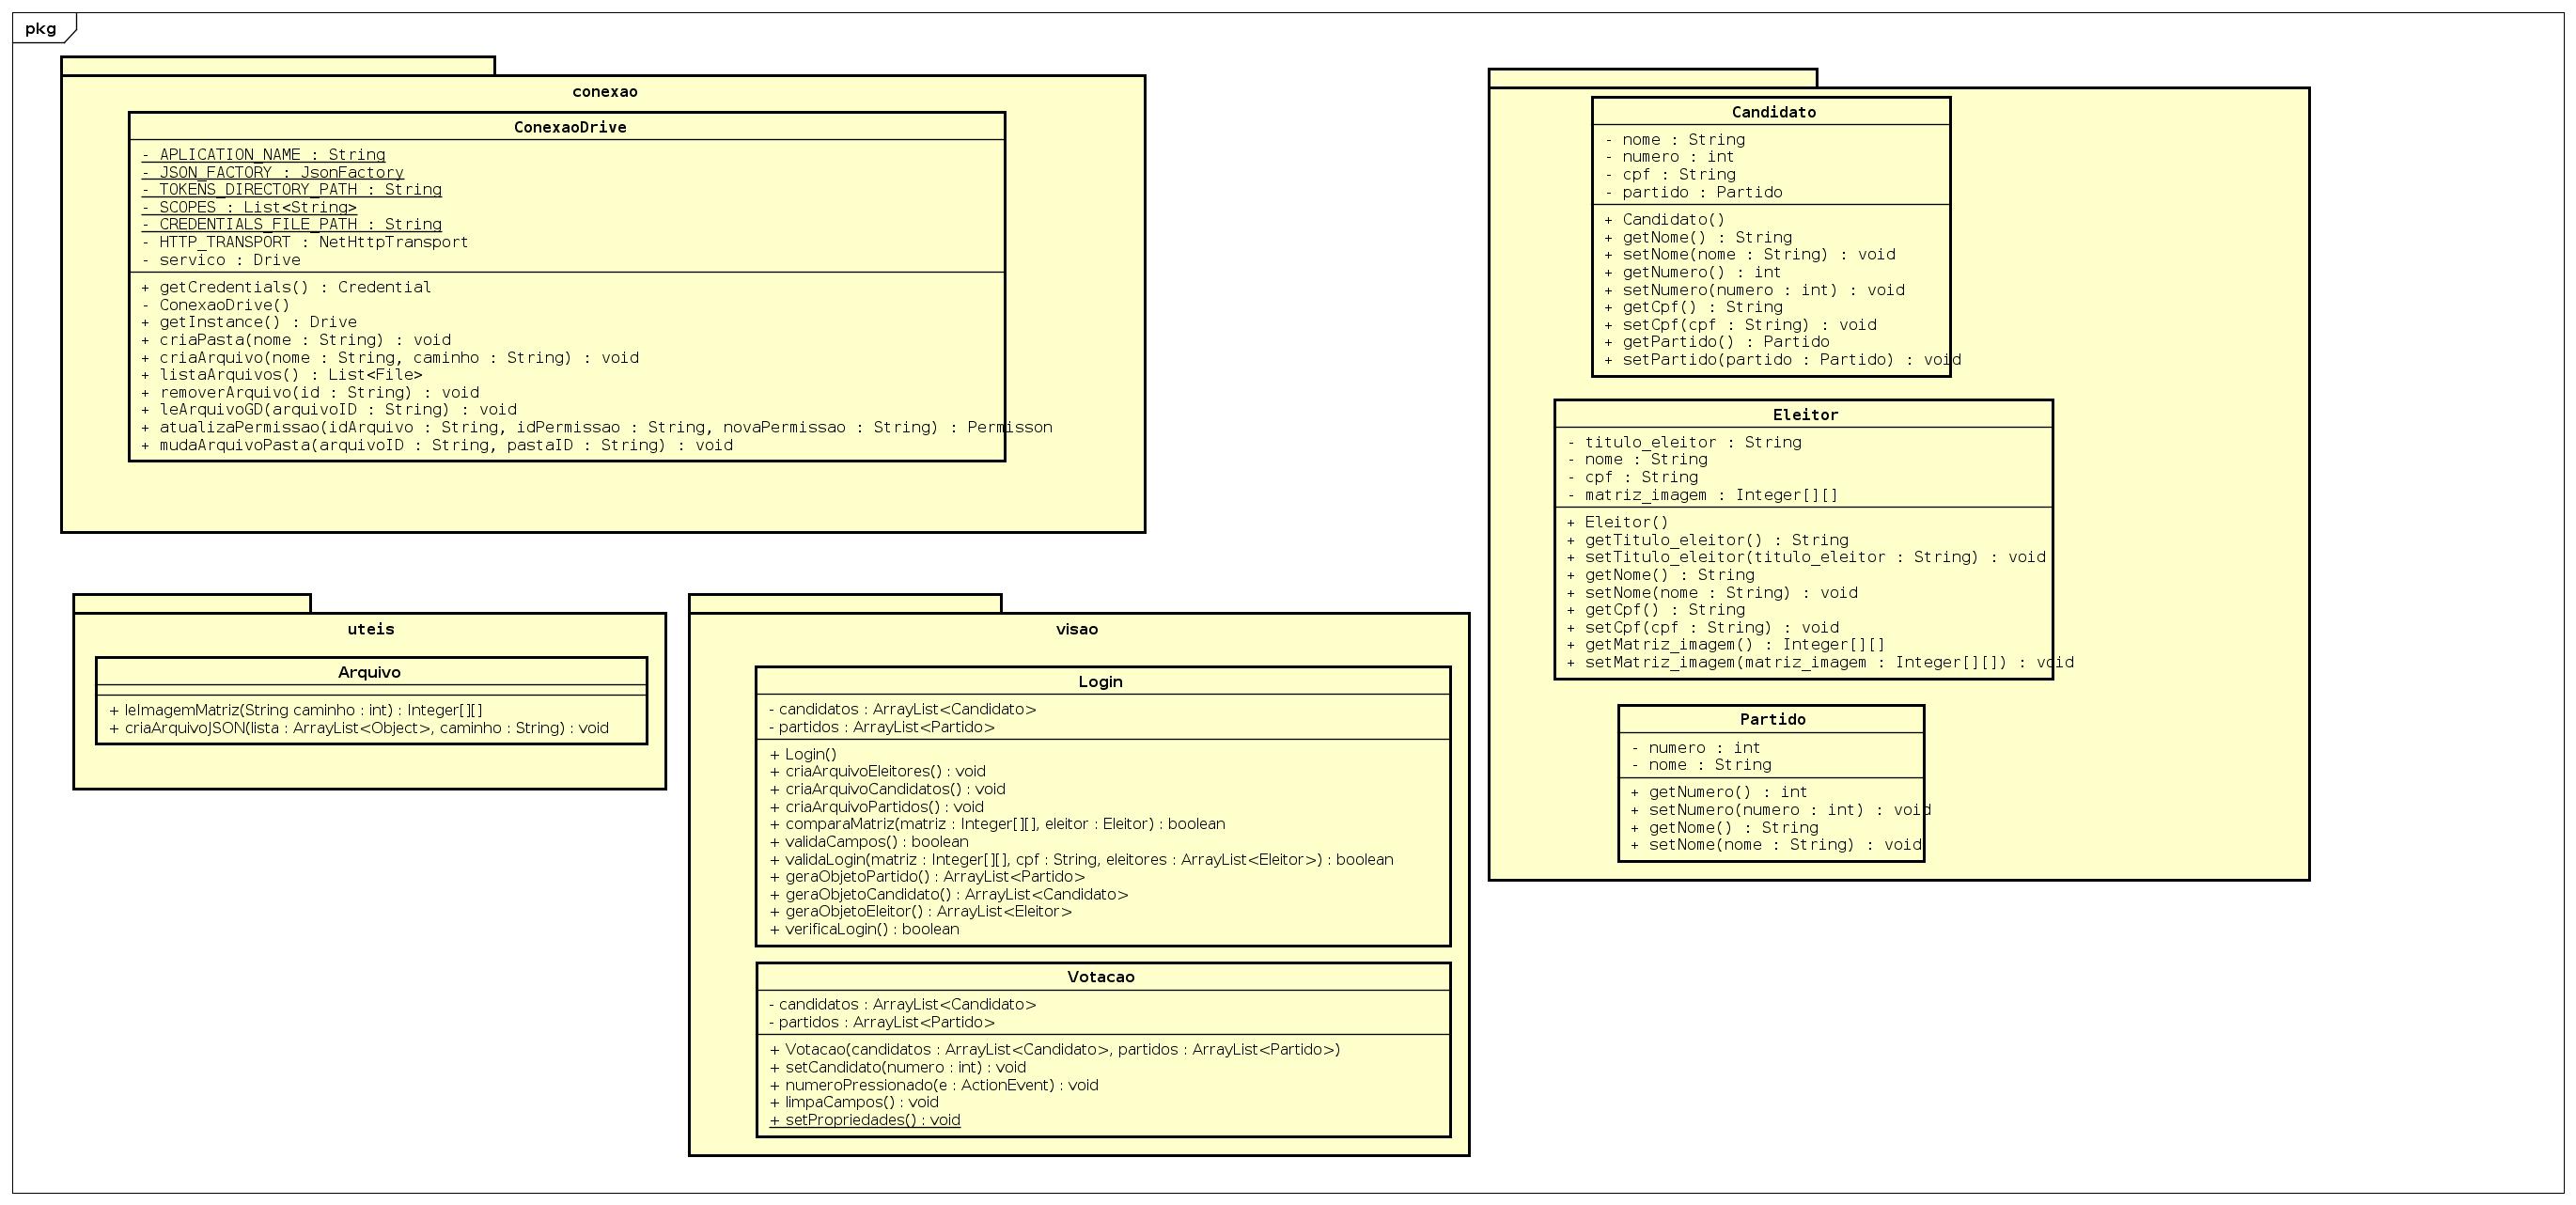 pkg
conexao
ConexaoDrive
- APLICATION_NAME : String
- JSON_FACTORY : JsonFactory
- TOKENS_DIRECTORY_PATH : String
- SCOPES : List<String>
- CREDENTIALS_FILE_PATH : String
- HTTP_TRANSPORT : NetHttpTransport
- servico : Drive
+ getCredentials() : Credential
- ConexaoDrive()
+ getInstance() : Drive
+ criaPasta(nome : String) : void
+ criaArquivo(nome : String, caminho : String) : void
+ listaArquivos() : List<File>
+ removerArquivo(id : String) : void
+ leArquivoGD(arquivoID : String) : void
+ atualizaPermissao(idArquivo : String, idPermissao : String, novaPermissao : String) : Permisson
+ mudaArquivoPasta(arquivoID : String, pastaID : String) : void
Candidato
- nome : String
- numero : int
- cpf : String
- partido : Partido
+ Candidato()
+ getNome() : String
+ setNome(nome : String) : void
+ getNumero() : int
+ setNumero(numero : int) : void
+ getCpf() : String
+ setCpf(cpf : String) : void
+ getPartido() : Partido
+ setPartido(partido : Partido) : void
Eleitor
- titulo_eleitor : String
- nome : String
- cpf : String
- matriz_imagem : Integer[][]
+ Eleitor()
+ getTitulo_eleitor() : String
+ setTitulo_eleitor(titulo_eleitor : String) : void
+ getNome() : String
+ setNome(nome : String) : void
+ getCpf() : String
+ setCpf(cpf : String) : void
+ getMatriz_imagem() : Integer[][]
+ setMatriz_imagem(matriz_imagem : Integer[][]) : void
Partido
- numero : int
- nome : String
+ getNumero() : int
+ setNumero(numero : int) : void
+ getNome() : String
+ setNome(nome : String) : void
uteis
Arquivo
+ leImagemMatriz(String caminho : int) : Integer[][]
+ criaArquivoJSON(lista : ArrayList<Object>, caminho : String) : void
visao
Login
- candidatos : ArrayList<Candidato>
- partidos : ArrayList<Partido>
+ Login()
+ criaArquivoEleitores() : void
+ criaArquivoCandidatos() : void
+ criaArquivoPartidos() : void
+ comparaMatriz(matriz : Integer[][], eleitor : Eleitor) : boolean
+ validaCampos() : boolean
+ validaLogin(matriz : Integer[][], cpf : String, eleitores : ArrayList<Eleitor>) : boolean
+ geraObjetoPartido() : ArrayList<Partido>
+ geraObjetoCandidato() : ArrayList<Candidato>
+ geraObjetoEleitor() : ArrayList<Eleitor>
+ verificaLogin() : boolean
Votacao
- candidatos : ArrayList<Candidato>
- partidos : ArrayList<Partido>
+ Votacao(candidatos : ArrayList<Candidato>, partidos : ArrayList<Partido>)
+ setCandidato(numero : int) : void
+ numeroPressionado(e : ActionEvent) : void
+ limpaCampos() : void
+ setPropriedades() : void